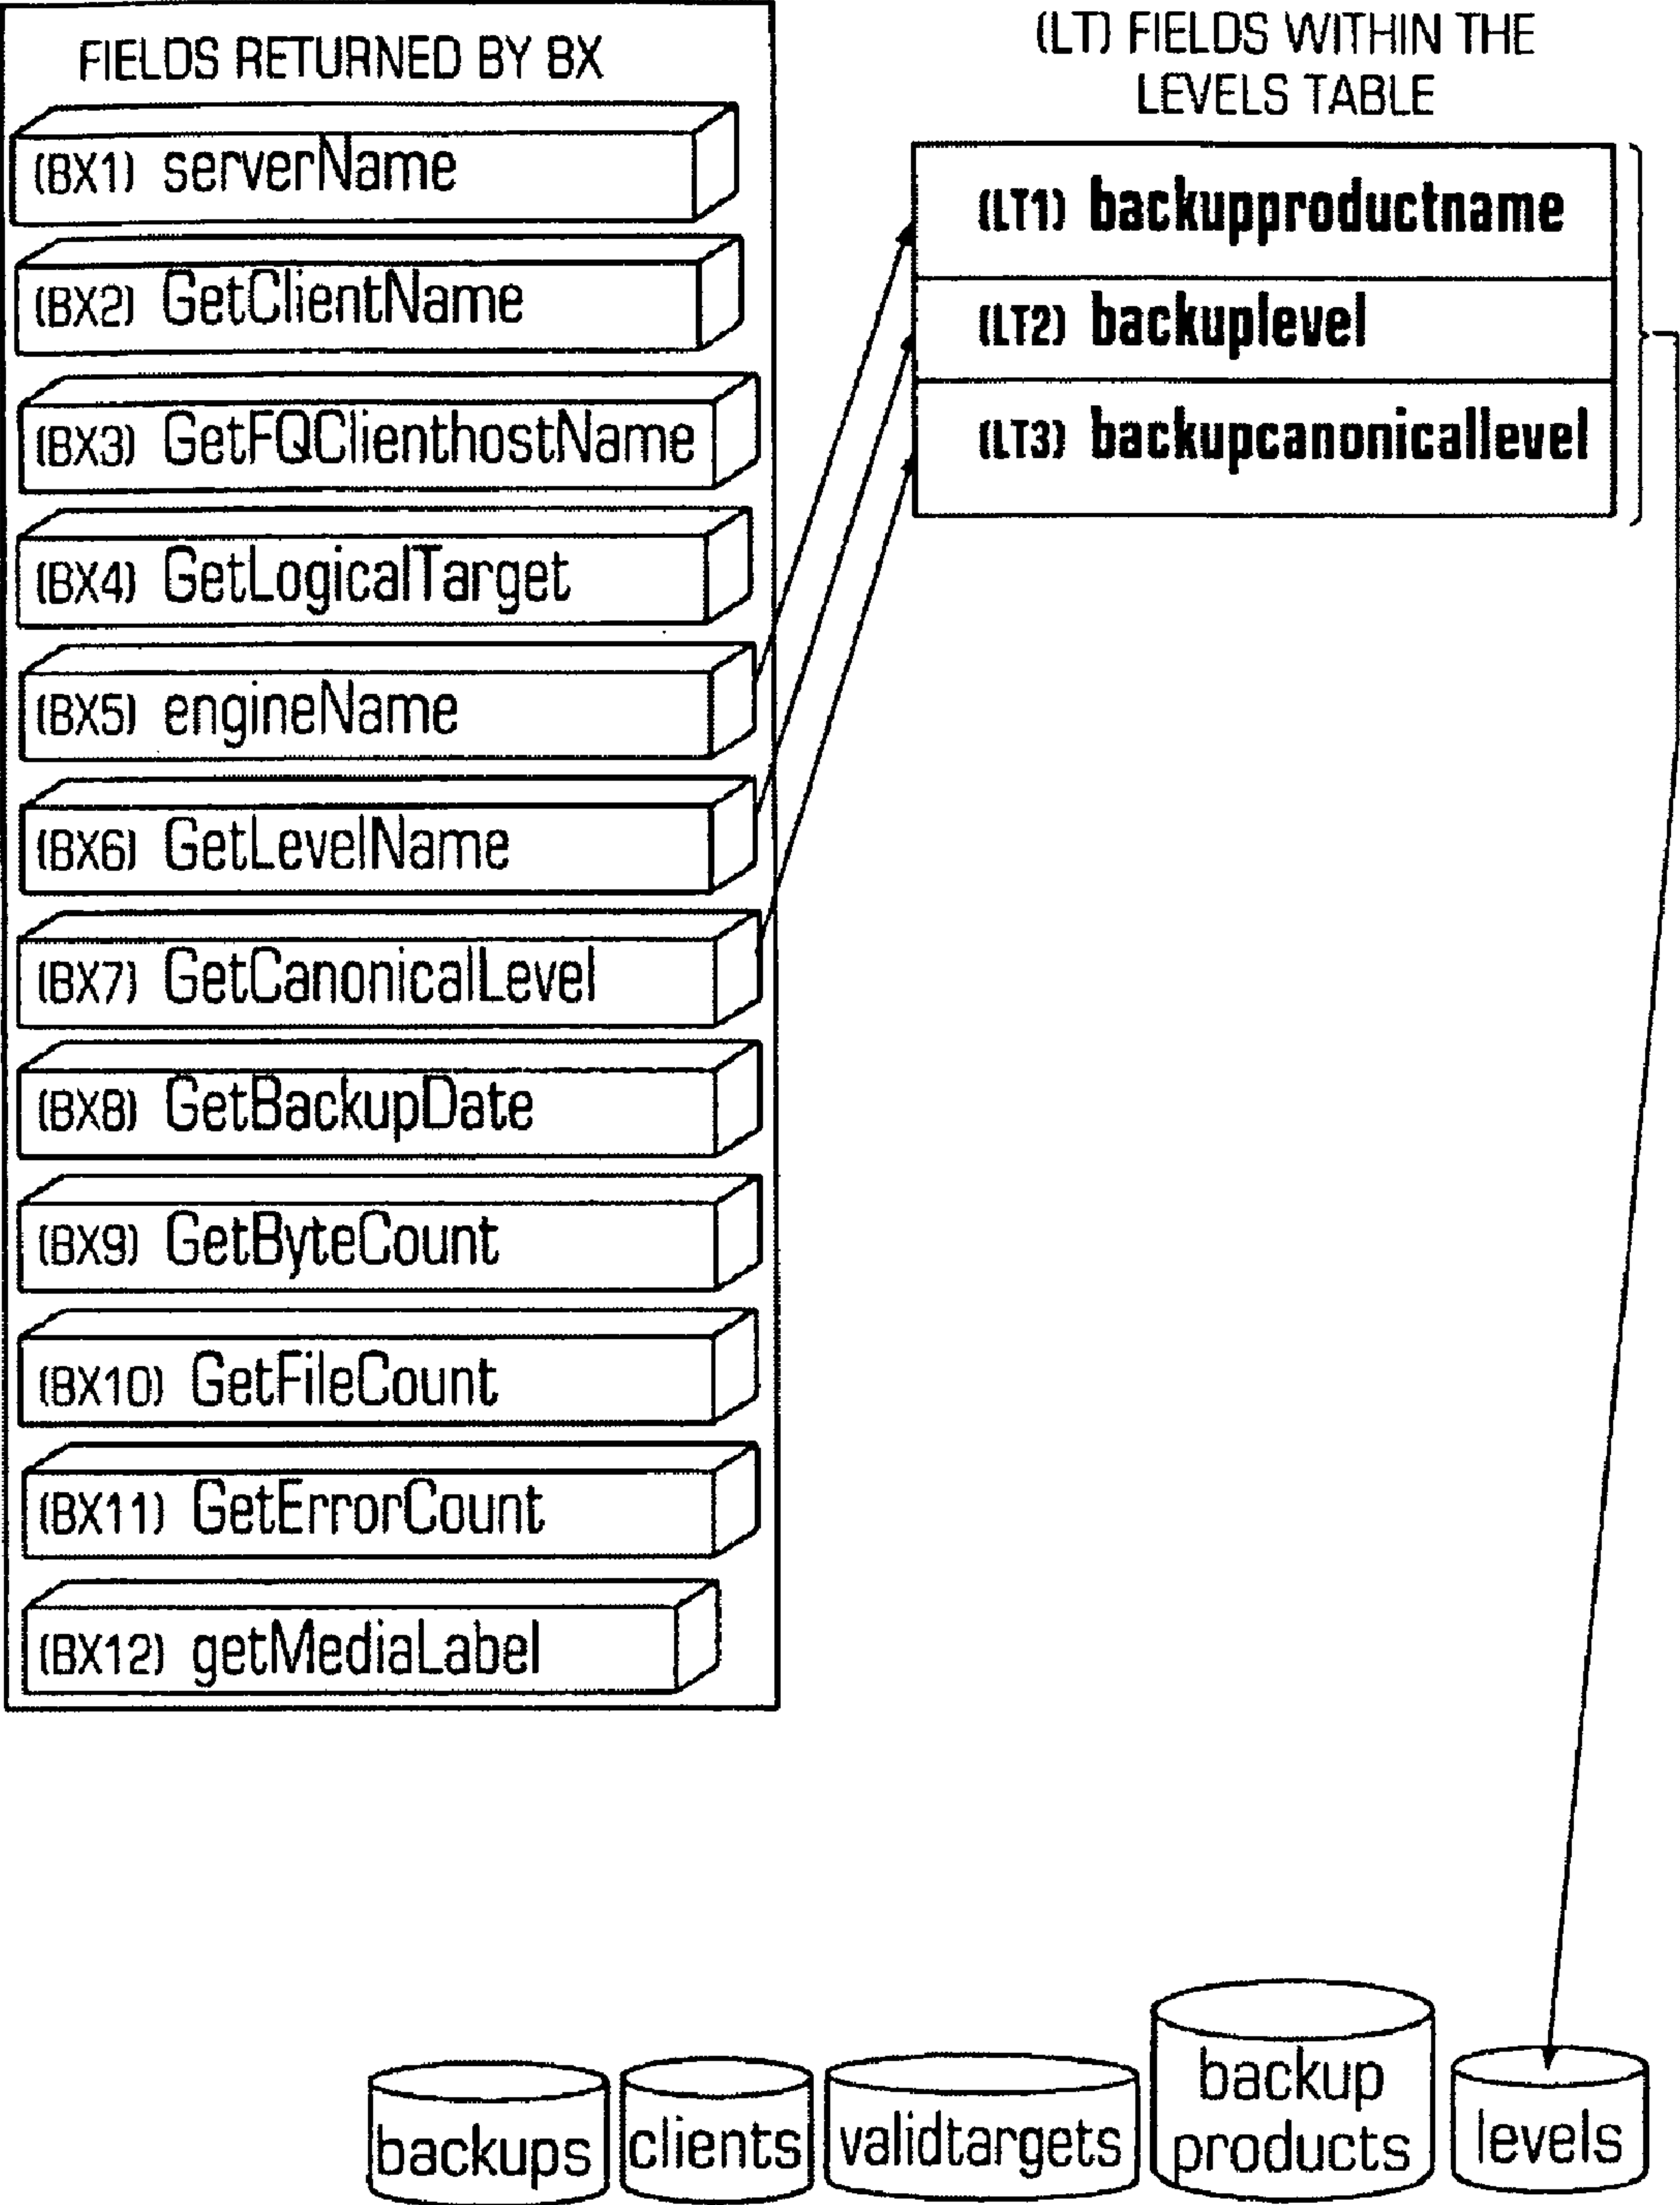 FIELDS RETURNED BY BX
(BX1) serverName
(BX2) GetClientName
(BX3) GetFQClienthostName
(BX4) GetLogicalTarget
(BX5) engineName
(BX6) GetLevelName
(BX7) GetCanonicalLevel
(BX8) GetBackupDate
(BX9) GetByteCount
(BX10) GetFileCount
(BX11) GetErrorCount
(BX12) getMediaLabel
(LT) FIELDS WITHIN THE
LEVELS TABLE
(LT1) backupproductname
(LT2) backuplevel
(LT3) backupcanonicallevel
backups
clients
validtargets
backup
products
levels